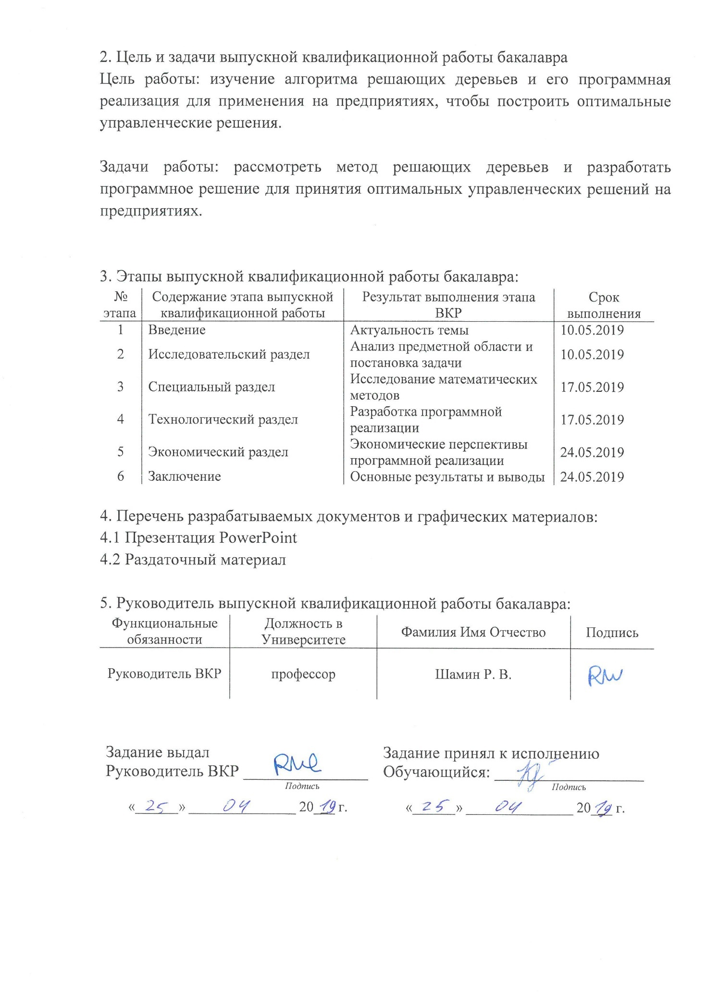 2. Цель и задачи выпускной квалификационной работы бакалавра
Цель работы: изучение алгоритма решающих деревьев и его программная
реализация для применения на предприятиях, чтобы построить оптимальные
управленческие решения.
Задачи работы: рассмотреть метод решающих деревьев и разработать
программное решение для принятия оптимальных управленческих решений на
предприятиях.
3. Этапы выпускной квалификационной работы бакалавра:
№ этапа Содержание этапа выпускной квалификационной работы Результат выполнения этапа ВКР Срок выполнения
1 Введение Актуальность темы 10.05.2019
2 Исследовательский раздел Анализ предметной области и постановка задачи 10.05.2019
3 Специальный раздел Исследование математических методов 17.05.2019
4 Технологический раздел Разработка программной реализации 17.05.2019
5 Экономический раздел Экономические перспективы программной реализации 24.05.2019
6 Заключение Основные результаты и выводы 24.05.2019
4. Перечень разрабатываемых документов и графических материалов:
4.1 Презентация PowerPoint
4.2 Раздаточный материал
5. Руководитель выпускной квалификационной работы бакалавра:
Функциональные обязанности Должность в Университете Фамилия Имя Отчество Подпись
Руководитель ВКР профессор Шамин Р. В.
Задание выдал Задание принял к исполнению
Руководитель ВКР Обучающийся:
Подпись Подпись
«25» 04 2019 г. «25» 04 2019 г.